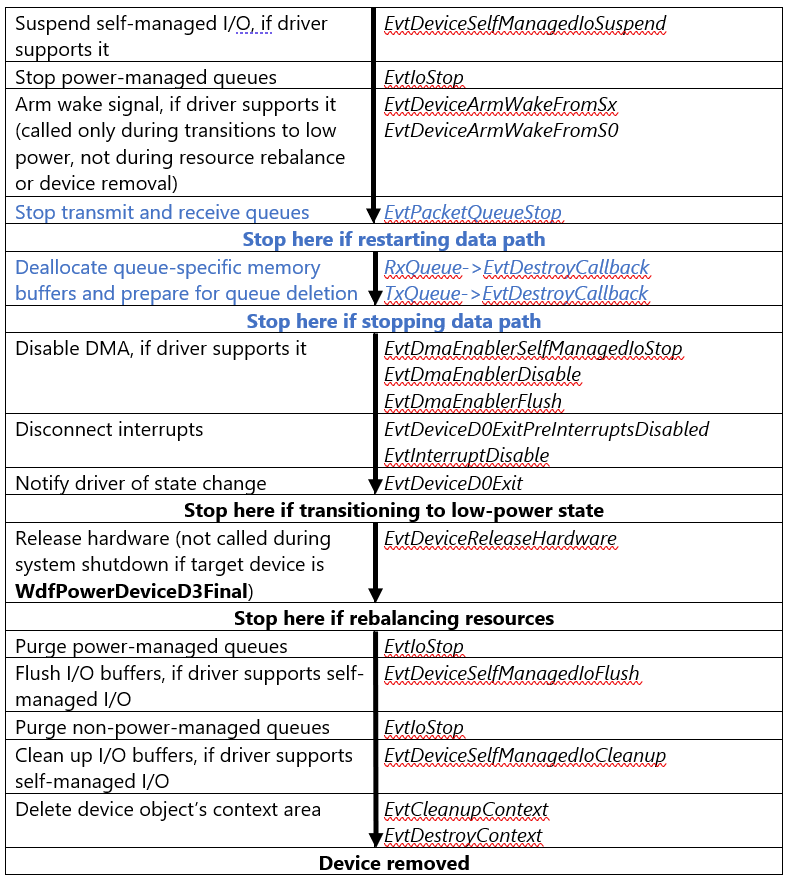 Suspend self-managed I/O, if driver
supports it
EvtDeviceSelfManagedIoSuspend
Stop power-managed queues
EvtIoStop
Arm wake signal, if driver supports it
(called only during transitions to low
power, not during resource rebalance
or device removal)
EvtDeviceArmWakeFromSx
EvtDeviceArmWakeFromS0
Stop transmit and receive queues
EvtPacketQueueStop
Stop here if restarting data path
Deallocate queue-specific memory
buffers and prepare for queue deletion
RxQueue->EvtDestroyCallback
TxQueue->EvtDestroyCallback
Stop here if stopping data path
Disable DMA, if driver supports it
EvtDmaEnablerSelfManagedIoStop
EvtDmaEnablerDisable
EvtDmaEnablerFlush
Disconnect interrupts
EvtDeviceD0ExitPreInterruptsDisabled
EvtInterruptDisable
Notify driver of state change
EvtDeviceD0Exit
Stop here if transitioning to low-power state
Release hardware (not called during
system shutdown if target device is
WdfPowerDeviceD3Final)
EvtDeviceReleaseHardware
Stop here if rebalancing resources
Purge power-managed queues
EvtIoStop
Flush I/O buffers, if driver supports self-
managed I/O
EvtDeviceSelfManagedIoFlush
Purge non-power-managed queues
EvtIoStop
Clean up I/O buffers, if driver supports
self-managed I/O
EvtDeviceSelfManagedIoCleanup
Delete device object’s context area
EvtCleanupContext
EvtDestroyContext
Device removed